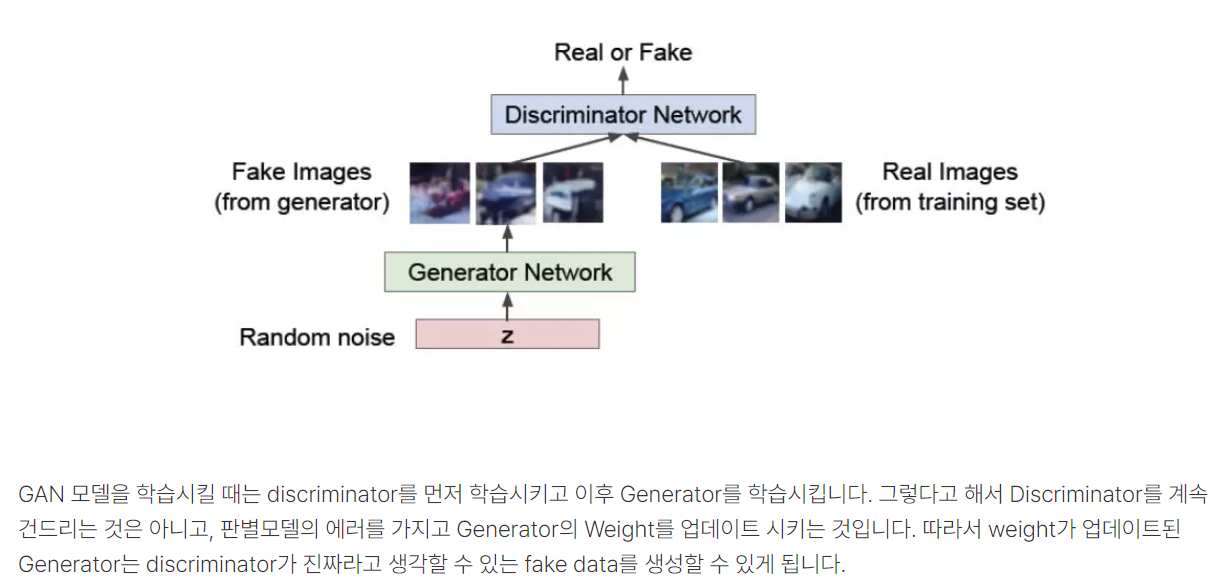 Real or Fake
Discriminator Network
Fake Images
(from generator)
Real Images
(from training set)
Generator Network
Random noise
z
GAN 모델을 학습시킬 때는 discriminator를 먼저 학습시키고 이후 Generator를 학습시킵니다. 그렇다고 해서 Discriminator를 계속
건드리는 것은 아니고, 판별모델의 에러를 가지고 Generator의 Weight를 업데이트 시키는 것입니다. 따라서 weight가 업데이트된
Generator는 discriminator가 진짜라고 생각할 수 있는 fake data를 생성할 수 있게 됩니다.